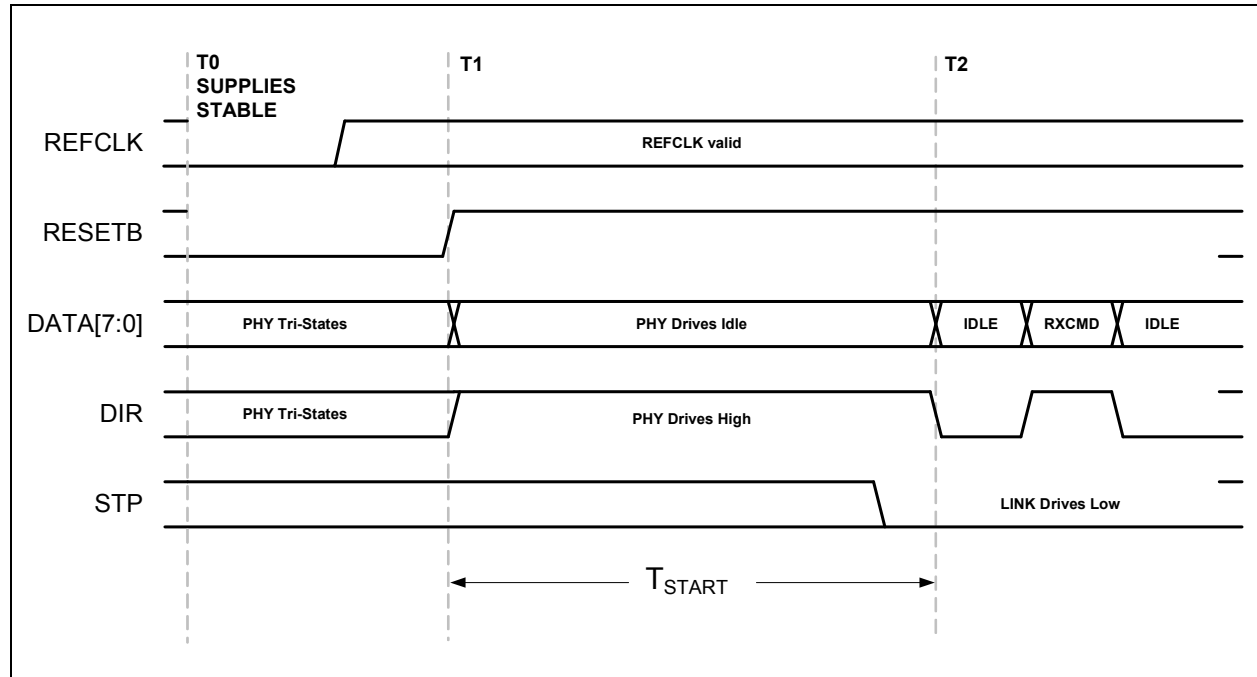 T0
SUPPLIES
STABLE
T1
T2
REFCLK
REFCLK valid
RESETB
DATA[7:0]
PHY Tri-States
PHY Drives Idle
IDLE
RXCMD
IDLE
DIR
PHY Tri-States
PHY Drives High
STP
LINK Drives Low
TSTART